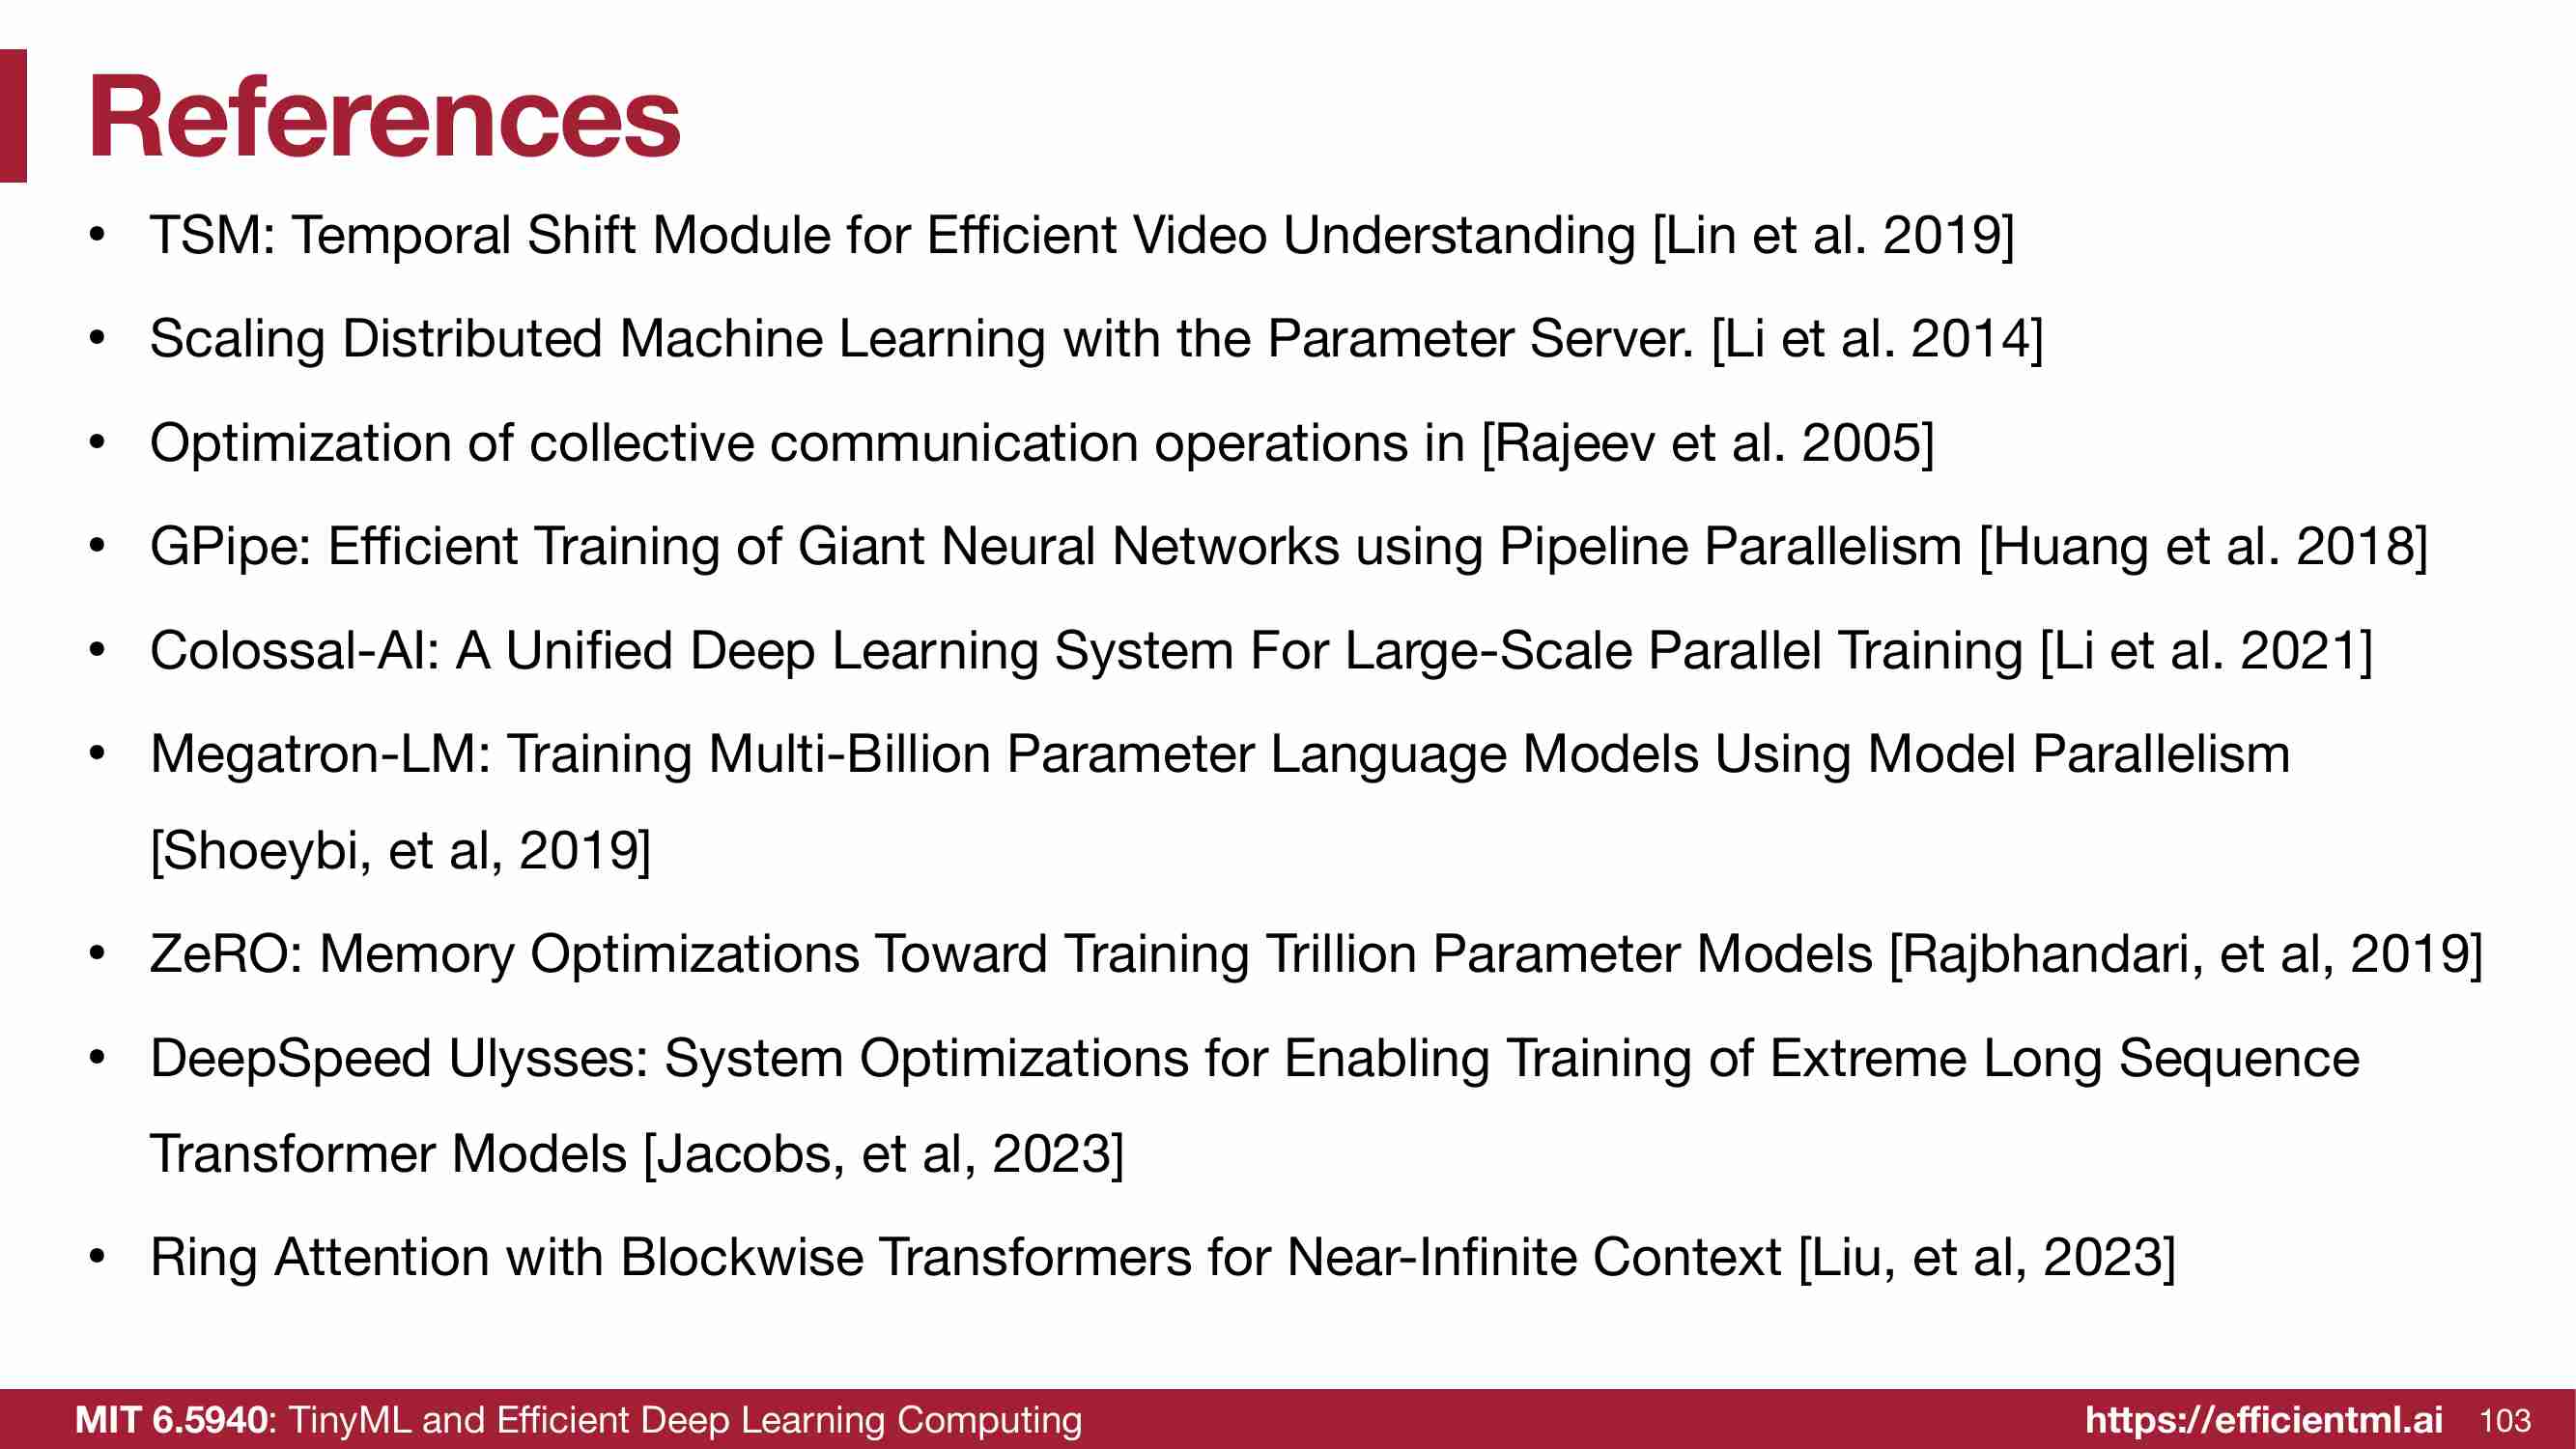 References
• TSM: Temporal Shift Module for Efficient Video Understanding [Lin et al. 2019]
• Scaling Distributed Machine Learning with the Parameter Server. [Li et al. 2014]
• Optimization of collective communication operations in [Rajeev et al. 2005]
• GPipe: Efficient Training of Giant Neural Networks using Pipeline Parallelism [Huang et al. 2018]
• Colossal-AI: A Unified Deep Learning System For Large-Scale Parallel Training [Li et al. 2021]
• Megatron-LM: Training Multi-Billion Parameter Language Models Using Model Parallelism
[Shoeybi, et al, 2019]
• ZeRO: Memory Optimizations Toward Training Trillion Parameter Models [Rajbhandari, et al, 2019]
• DeepSpeed Ulysses: System Optimizations for Enabling Training of Extreme Long Sequence
Transformer Models [Jacobs, et al, 2023]
• Ring Attention with Blockwise Transformers for Near-Infinite Context [Liu, et al, 2023]
MIT 6.5940: TinyML and Efficient Deep Learning Computing https://efficientml.ai 103